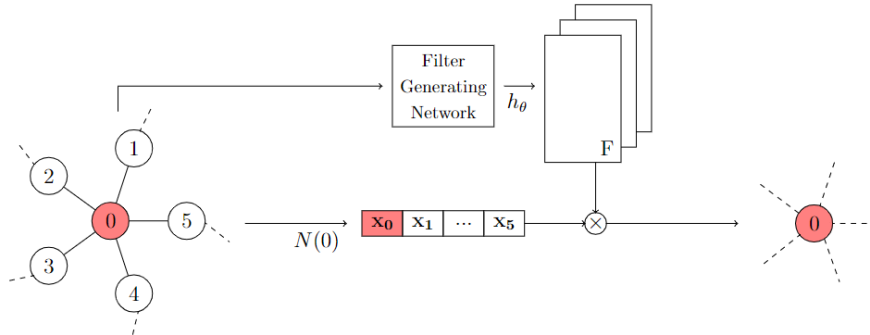 Filter
Generating
Network
h_θ
F
1
2
0
5
3
4
N(0)
x₀ x₁ ... x₅
×
0